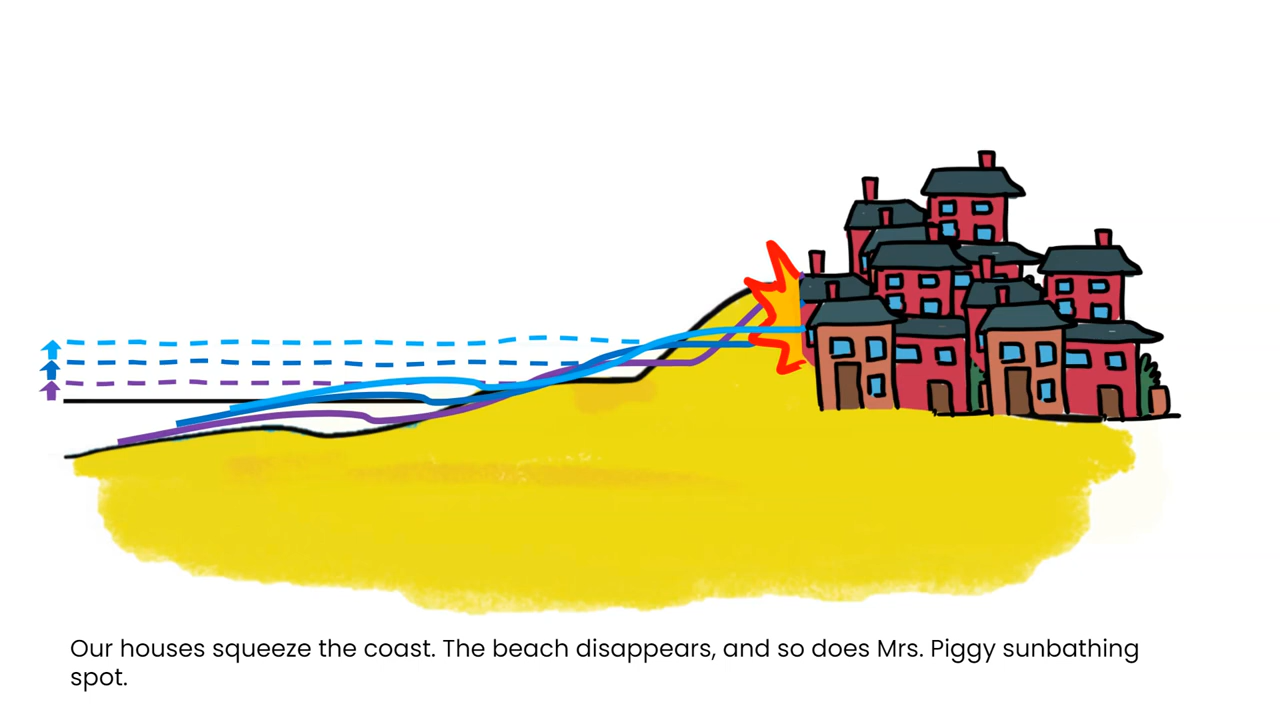 Our houses squeeze the coast. The beach disappears, and so does Mrs. Piggy sunbathing
spot.